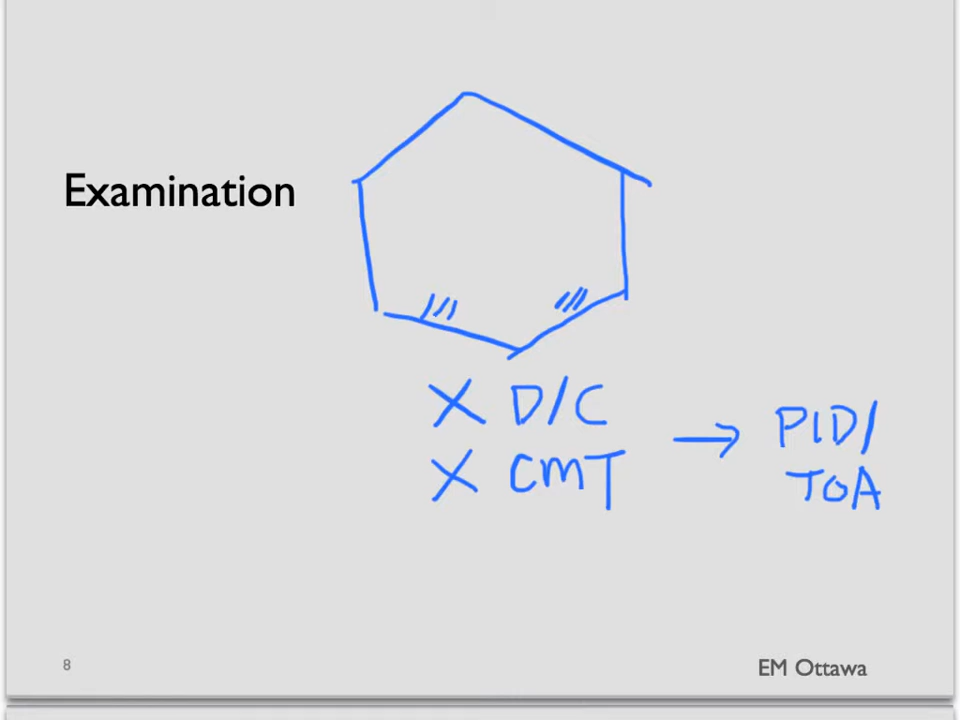 Examination
X D/C
X CMT
→ PID/
TOA
8
EM Ottawa